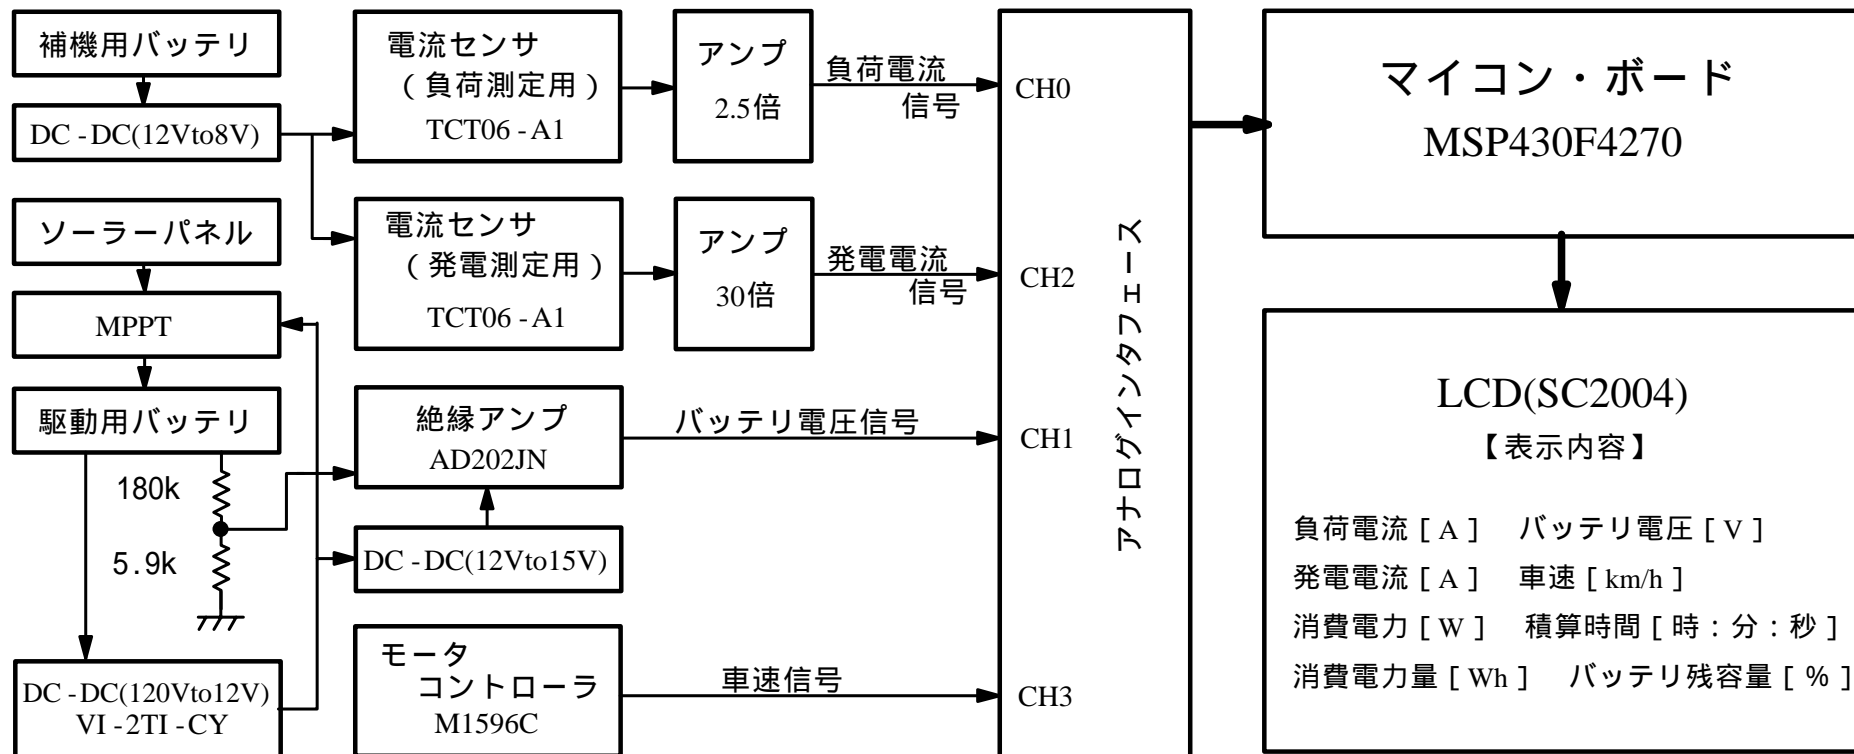 補機用バッテリ
DC-DC(12Vto8V)
ソーラーパネル
MPPT
駆動用バッテリ
180k
5.9k
DC-DC(120Vto12V)
VI-2TI-CY
電流センサ
(負荷測定用)
TCT06-A1
電流センサ
(発電測定用)
TCT06-A1
絶縁アンプ
AD202JN
DC-DC(12Vto15V)
モータ
コントローラ
M1596C
アンプ
2.5倍
アンプ
30倍
負荷電流
信号
発電電流
信号
バッテリ電圧信号
車速信号
CH0
CH2
CH1
CH3
アナログインタフェース
マイコン・ボード
MSP430F4270
LCD(SC2004)
【表示内容】
負荷電流[A] バッテリ電圧[V]
発電電流[A] 車速[km/h]
消費電力[W] 積算時間[時:分:秒]
消費電力量[Wh] バッテリ残容量[%]